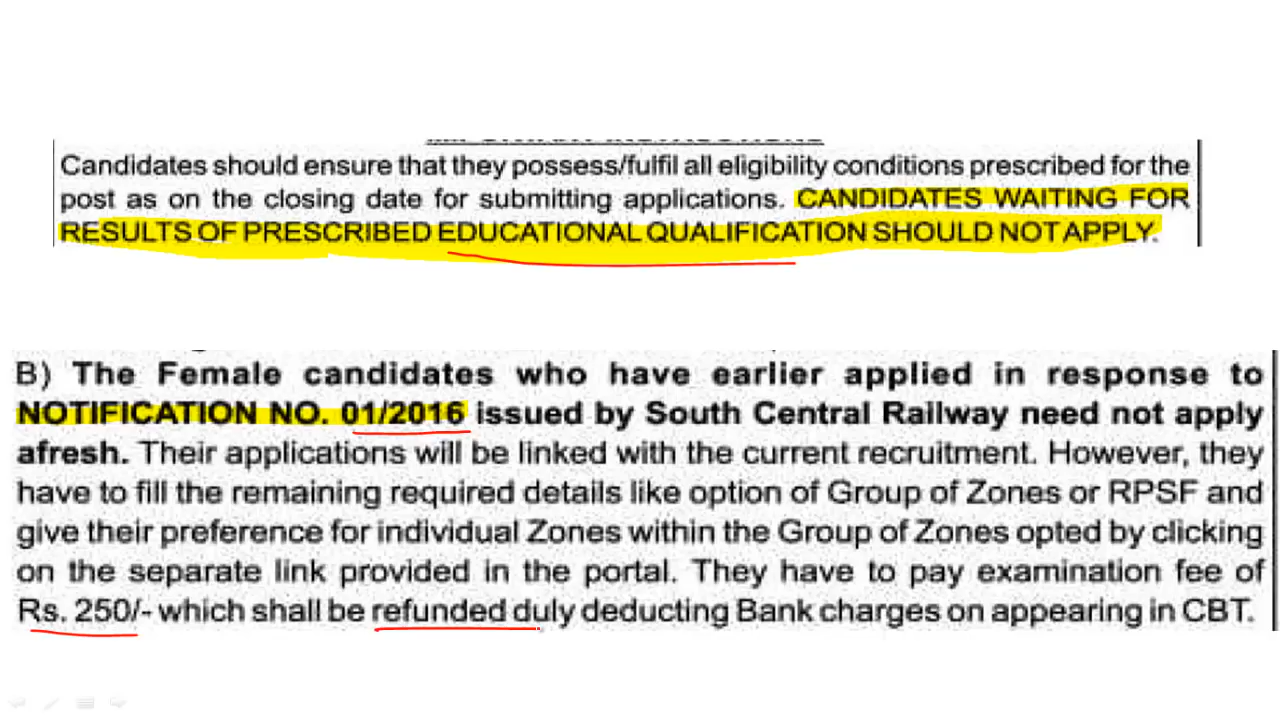 Candidates should ensure that they possess/fulfil all eligibility conditions prescribed for the
post as on the closing date for submitting applications. CANDIDATES WAITING FOR
RESULTS OF PRESCRIBED EDUCATIONAL QUALIFICATION SHOULD NOT APPLY.
B) The Female candidates who have earlier applied in response to
NOTIFICATION NO. 01/2016 issued by South Central Railway need not apply
afresh. Their applications will be linked with the current recruitment. However, they
have to fill the remaining required details like option of Group of Zones or RPSF and
give their preference for individual Zones within the Group of Zones opted by clicking
on the separate link provided in the portal. They have to pay examination fee of
Rs. 250/- which shall be refunded duly deducting Bank charges on appearing in CBT.